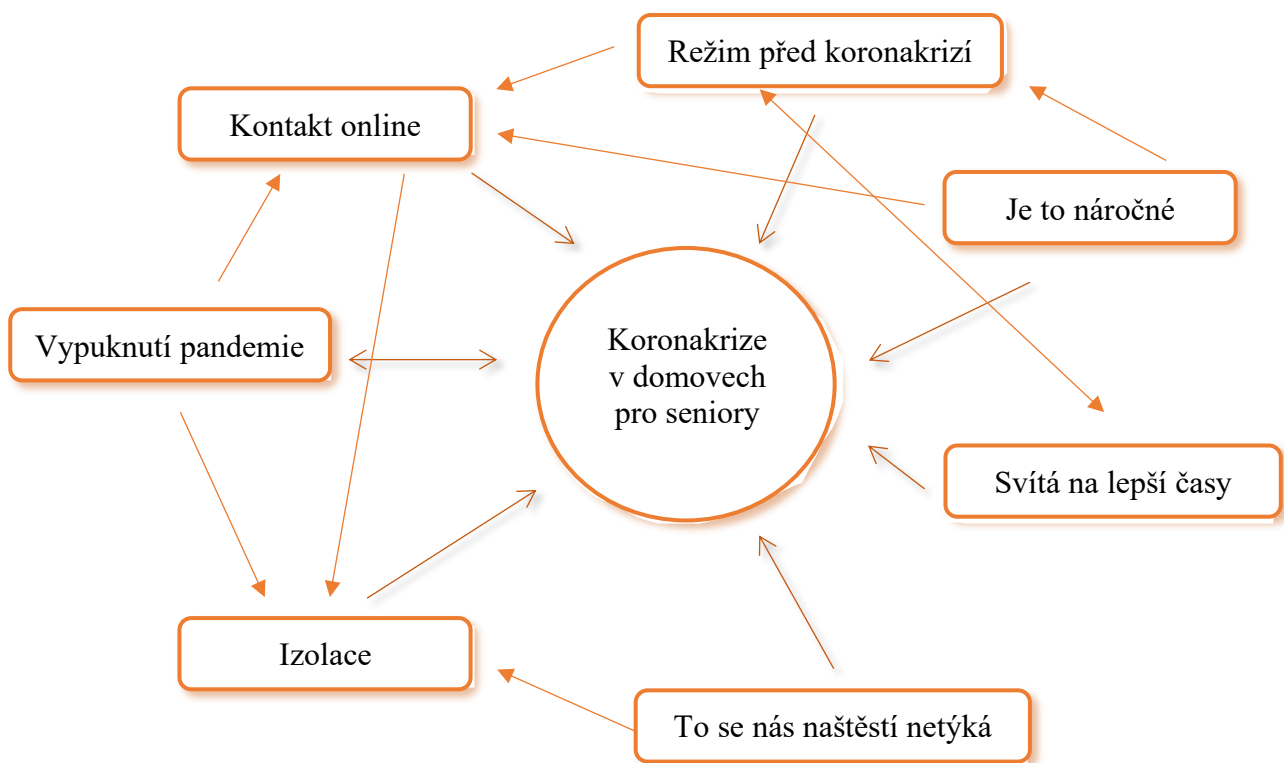 Režim před koronakrizí
Kontakt online
Je to náročné
Vypuknutí pandemie
Koronakrize
v domovech
pro seniory
Svítá na lepší časy
Izolace
To se nás naštěstí netýká